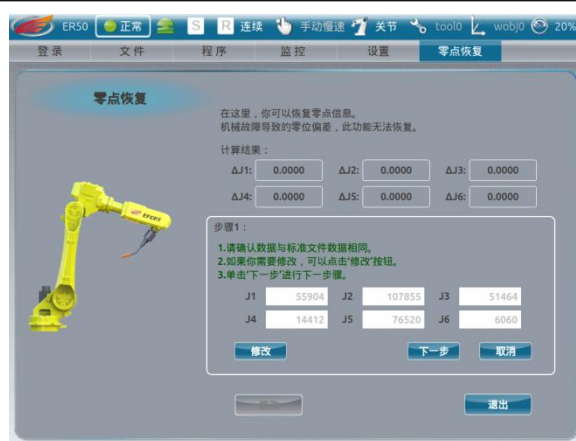 ER50 正常 S R 连续 手动慢速 关节 tool0 wobj0 20%
登录 文件 程序 监控 设置 零点恢复
零点恢复
在这里，你可以恢复零点信息。
机械故障导致的零位偏差，此功能无法恢复。
计算结果：
ΔJ1: 0.0000 ΔJ2: 0.0000 ΔJ3: 0.0000
ΔJ4: 0.0000 ΔJ5: 0.0000 ΔJ6: 0.0000
EFORT
步骤1：
1.请确认数据与标准文件数据相同。
2.如果你需要修改，可以点击'修改'按钮。
3.单击'下一步'进行下一步骤。
J1 55904 J2 107855 J3 51464
J4 14412 J5 76520 J6 6060
修改 下一步 取消
退出